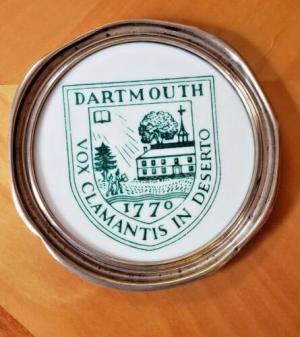 DARTMOUTH
VOX CLAMANTIS IN DESERTO
1770